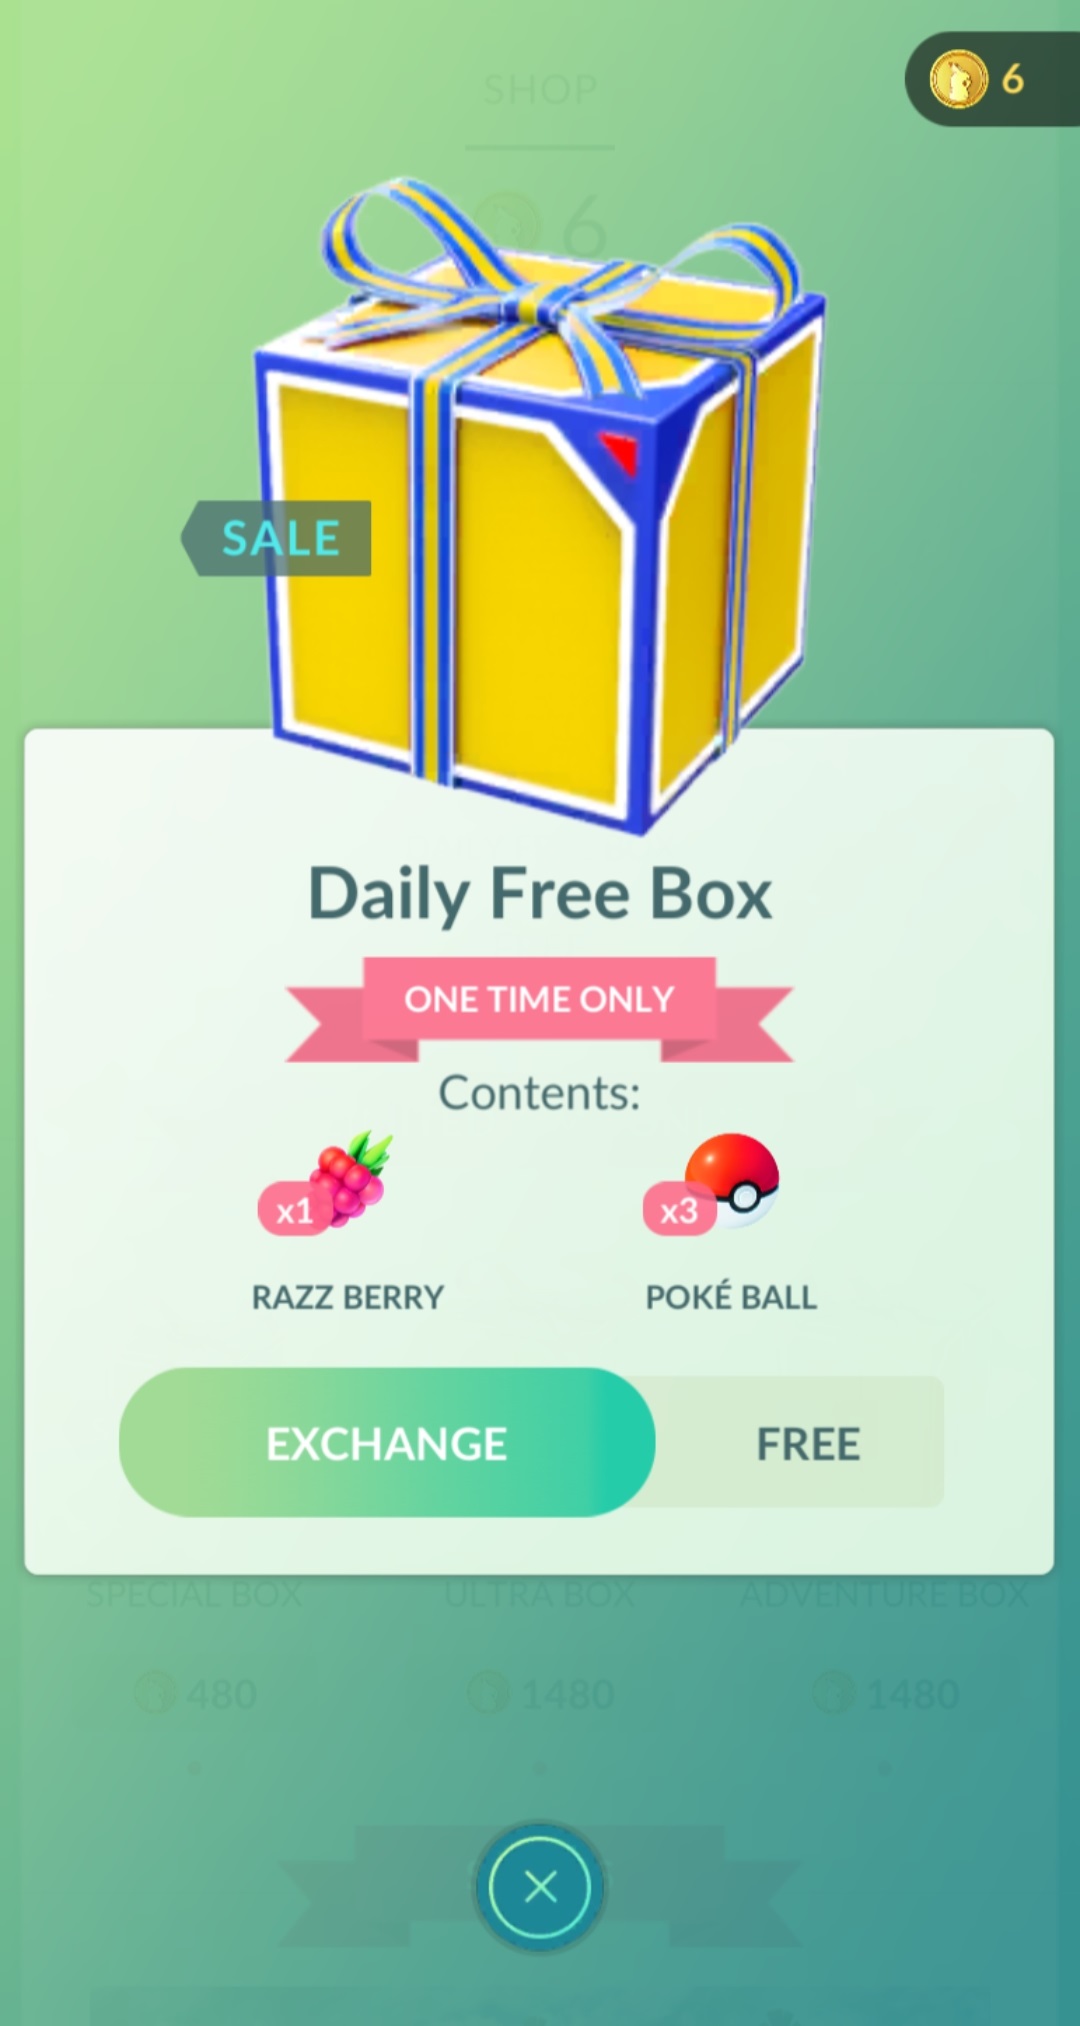 SHOP
6
6
SALE
Daily Free Box
ONE TIME ONLY
Contents:
x1
x3
RAZZ BERRY
POKÉ BALL
EXCHANGE
FREE
SPECIAL BOX
ULTRA BOX
ADVENTURE BOX
480
1480
1480